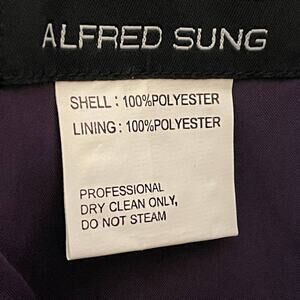 ALFRED SUNG
SHELL : 100%POLYESTER
LINING : 100%POLYESTER
PROFESSIONAL
DRY CLEAN ONLY,
DO NOT STEAM